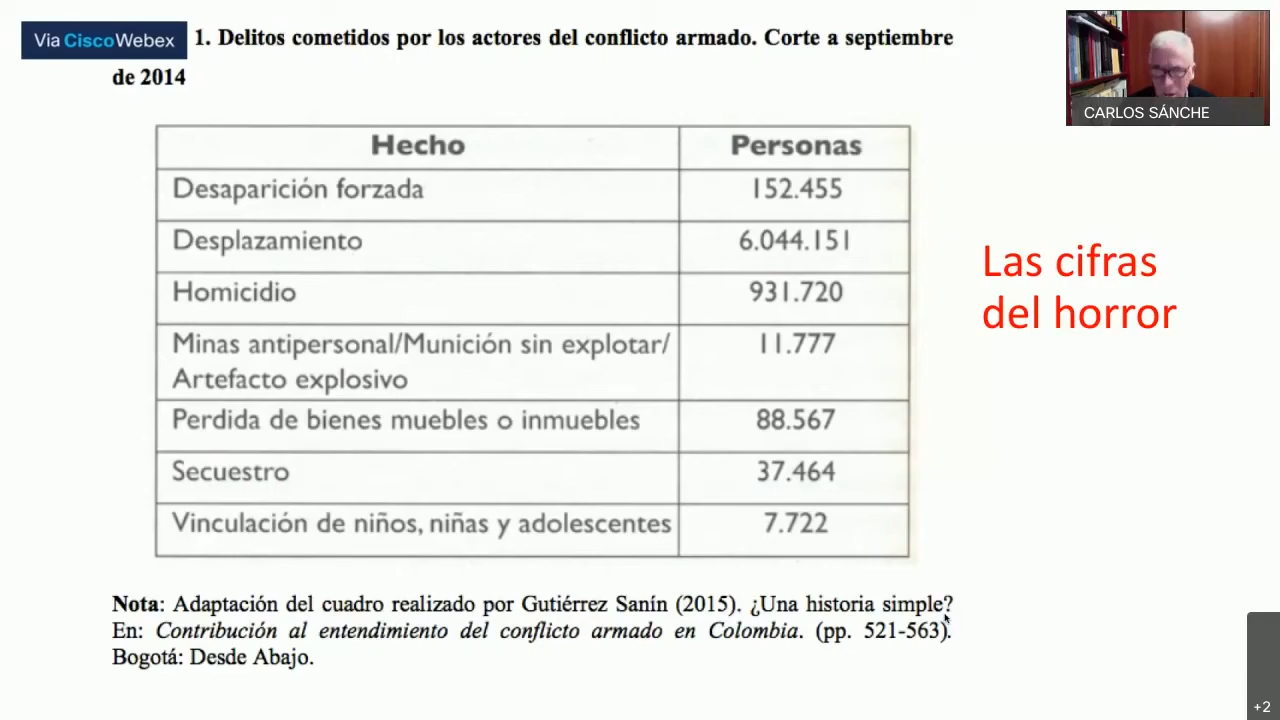 Vía CiscoWebex
1. Delitos cometidos por los actores del conflicto armado. Corte a septiembre
de 2014
CARLOS SÁNCHE
Hecho Personas
Desaparición forzada 152.455
Desplazamiento 6.044.151
Homicidio 931.720
Minas antipersonal/Munición sin explotar/ 11.777
Artefacto explosivo
Perdida de bienes muebles o inmuebles 88.567
Secuestro 37.464
Vinculación de niños, niñas y adolescentes 7.722
Las cifras
del horror
Nota: Adaptación del cuadro realizado por Gutiérrez Sanín (2015). ¿Una historia simple?
En: Contribución al entendimiento del conflicto armado en Colombia. (pp. 521-563).
Bogotá: Desde Abajo.
+2